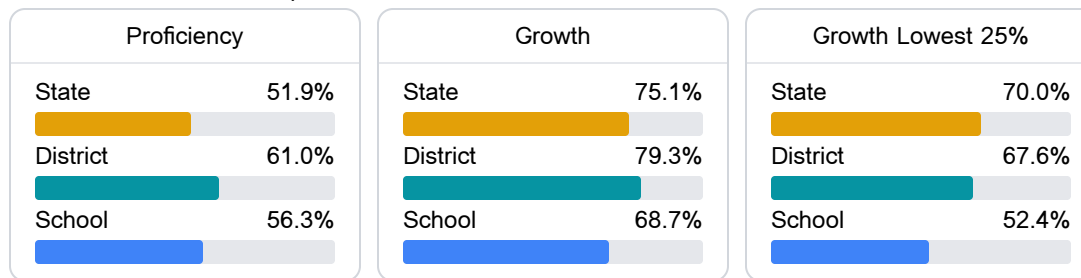 Proficiency
State 51.9%
District 61.0%
School 56.3%
Growth
State 75.1%
District 79.3%
School 68.7%
Growth Lowest 25%
State 70.0%
District 67.6%
School 52.4%